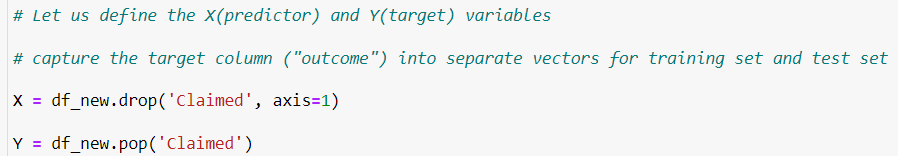 # Let us define the X(predictor) and Y(target) variables
# capture the target column ("outcome") into separate vectors for training set and test set
X = df_new.drop('Claimed', axis=1)
Y = df_new.pop('Claimed')